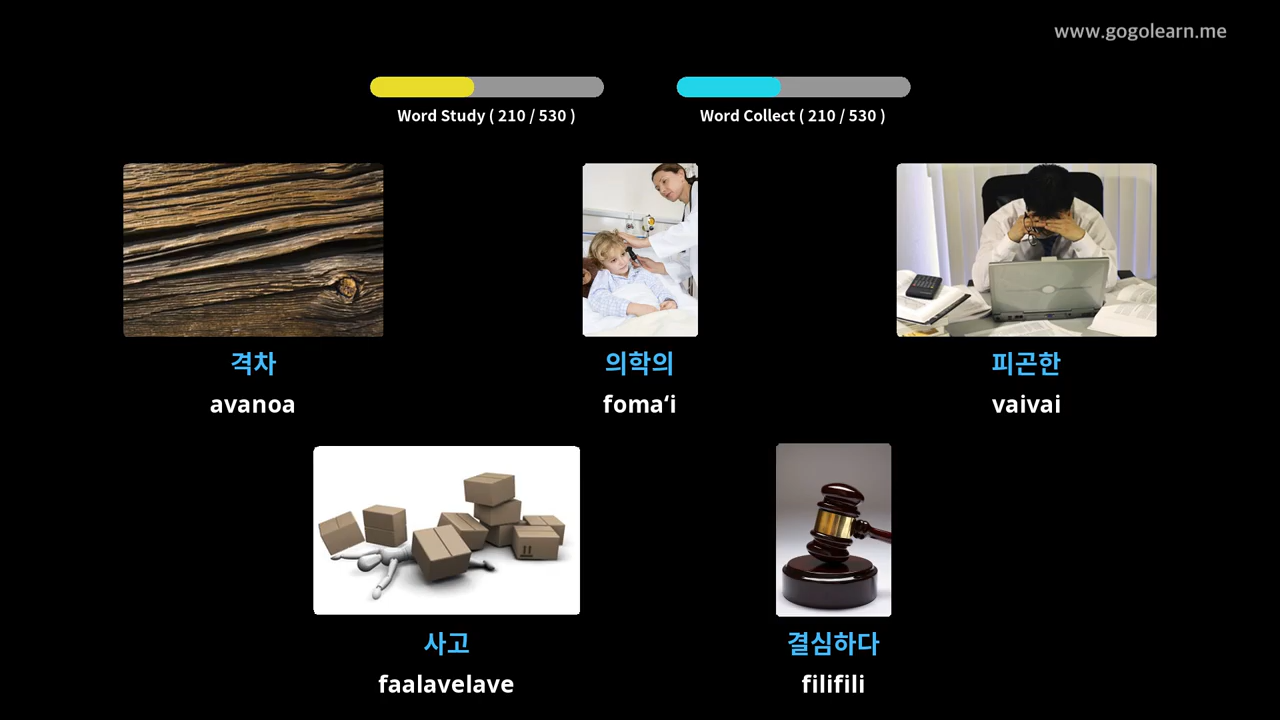 www.gogolearn.me
Word Study ( 210 / 530 )
Word Collect ( 210 / 530 )
격차
avanoa
의학의
fomaʻi
피곤한
vaivai
사고
faalavelave
결심하다
filifili